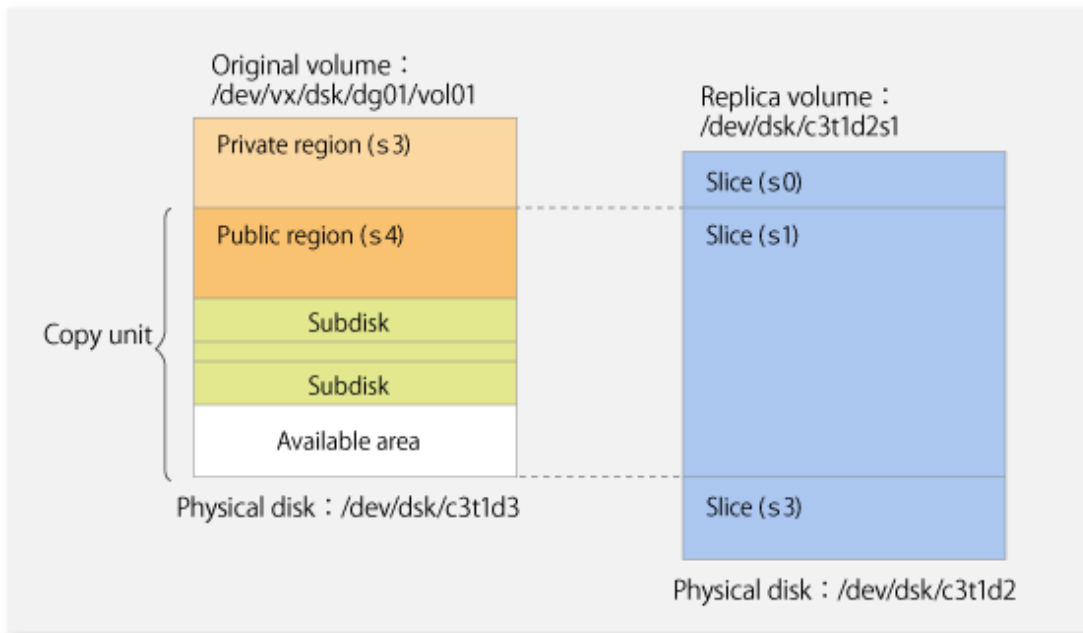 Original volume：
/dev/vx/dsk/dg01/vol01
Private region (s3)
Public region (s4)
Subdisk
Subdisk
Available area
Copy unit
Physical disk：/dev/dsk/c3t1d3
Replica volume：
/dev/dsk/c3t1d2s1
Slice (s0)
Slice (s1)
Slice (s3)
Physical disk：/dev/dsk/c3t1d2